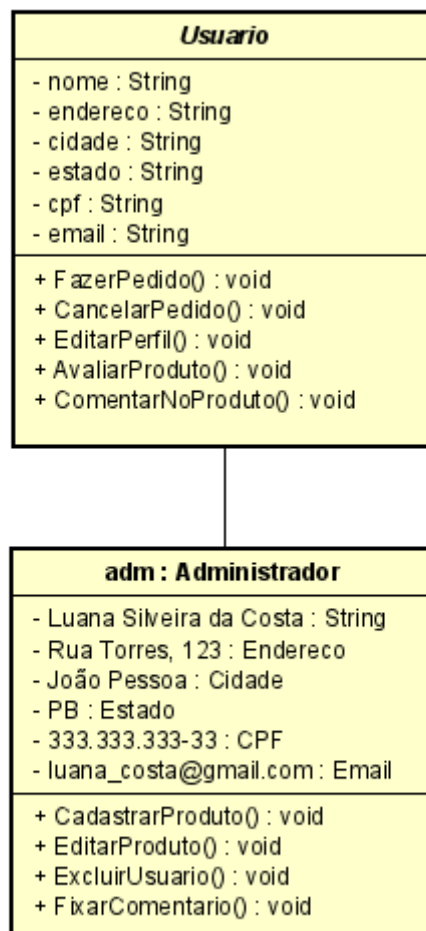 Usuario
- nome : String
- endereco : String
- cidade : String
- estado : String
- cpf : String
- email : String
+ FazerPedido() : void
+ CancelarPedido() : void
+ EditarPerfil() : void
+ AvaliarProduto() : void
+ ComentarNoProduto() : void
adm : Administrador
- Luana Silveira da Costa : String
- Rua Torres, 123 : Endereco
- João Pessoa : Cidade
- PB : Estado
- 333.333.333-33 : CPF
- luana_costa@gmail.com : Email
+ CadastrarProduto() : void
+ EditarProduto() : void
+ ExcluirUsuario() : void
+ FixarComentario() : void